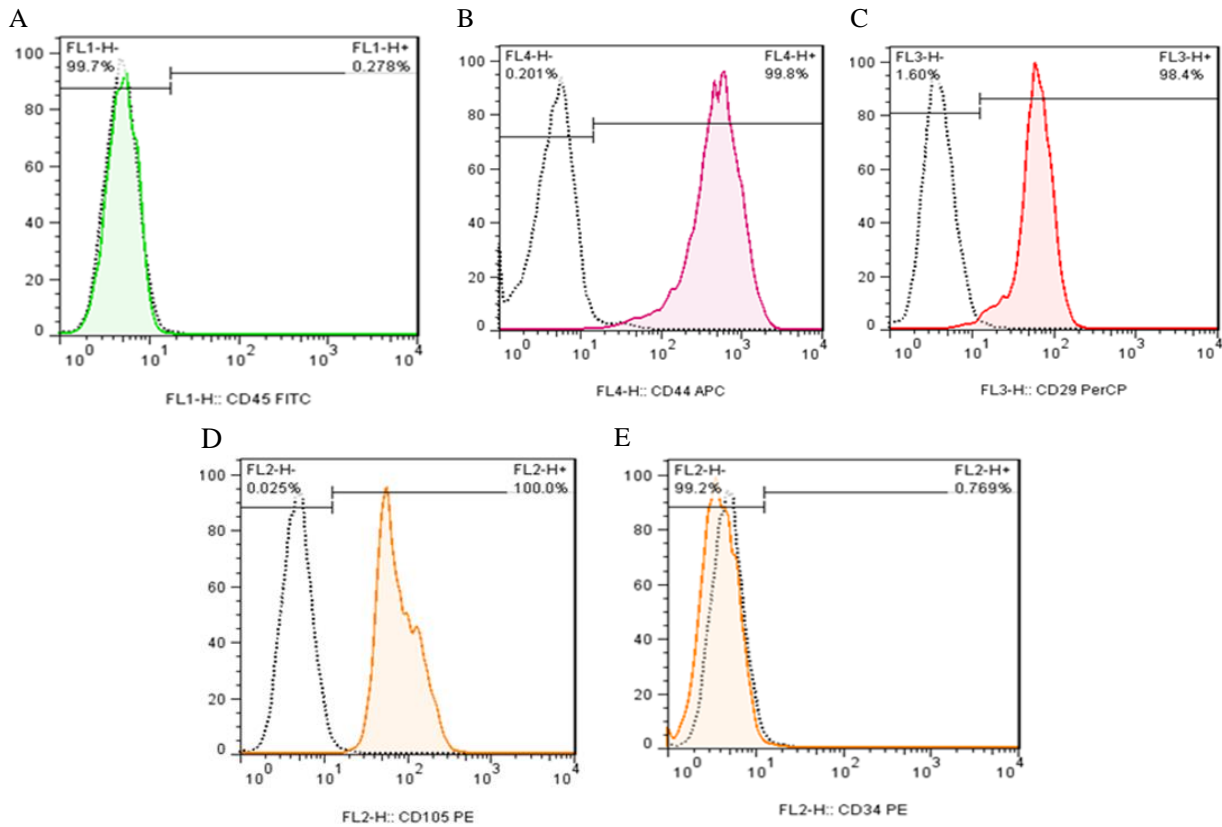 A
FL1-H-
99.7%
FL1-H+
0.278%
100
80
60
40
20
0
10^0 10^1 10^2 10^3 10^4
FL1-H:: CD45 FITC
B
FL4-H-
0.201%
FL4-H+
99.8%
100
80
60
40
20
0
10^0 10^2 10^3 10^4
FL4-H:: CD44 APC
C
FL3-H-
1.60%
FL3-H+
98.4%
100
80
60
40
20
0
10^0 10^1 10^2 10^3 10^4
FL3-H:: CD29 PerCP
D
FL2-H-
0.025%
FL2-H+
100.0%
100
80
60
40
20
0
10^0 10^1 10^2 10^3 10^4
FL2-H:: CD105 PE
E
FL2-H-
99.2%
FL2-H+
0.769%
100
80
60
40
20
0
10^0 10^1 10^2 10^3 10^4
FL2-H:: CD34 PE